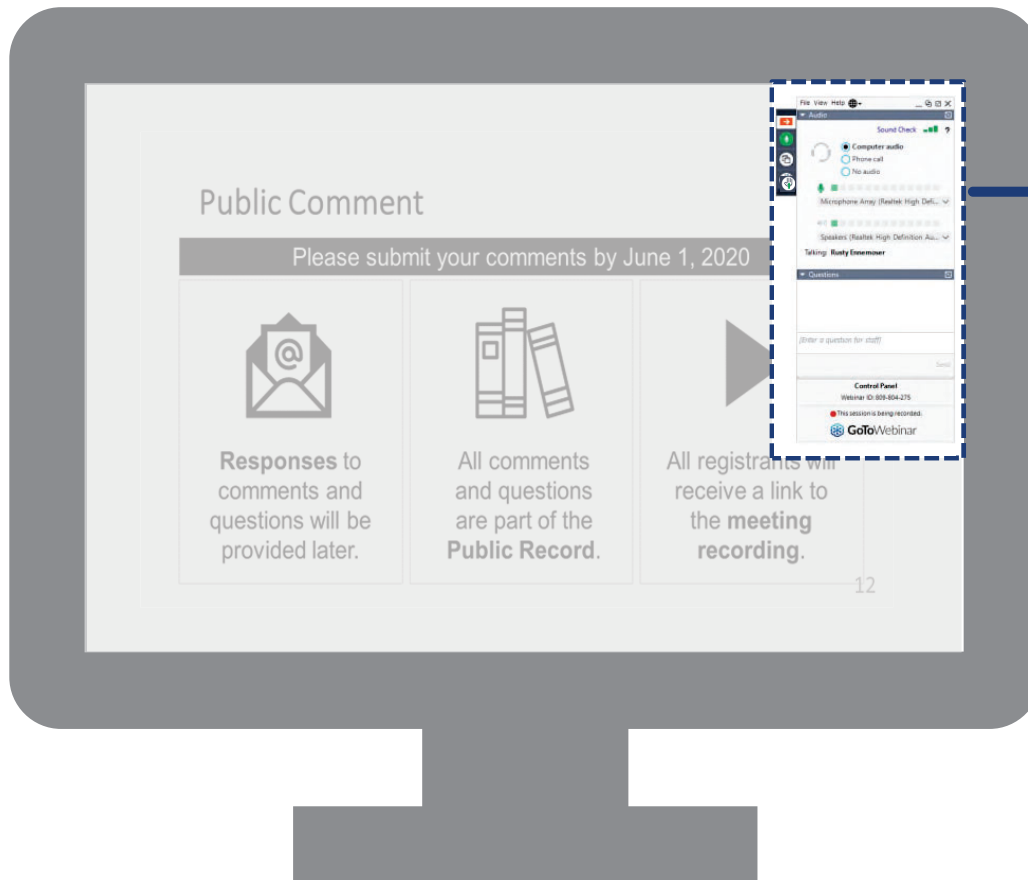 Public Comment
Please submit your comments by June 1, 2020
Responses to
comments and
questions will be
provided later.
All comments
and questions
are part of the
Public Record.
All registrants will
receive a link to
the meeting
recording.
12
File View Help
Audio
Sound Check ?
Computer audio
Phone call
No audio
Microphone Array (Realtek High Defi...
Speakers (Realtek High Definition Au...
Talking: Rusty Ennemoser
Questions
[Enter a question for staff]
Send
Control Panel
Webinar ID: 809-804-275
This session is being recorded.
GoToWebinar